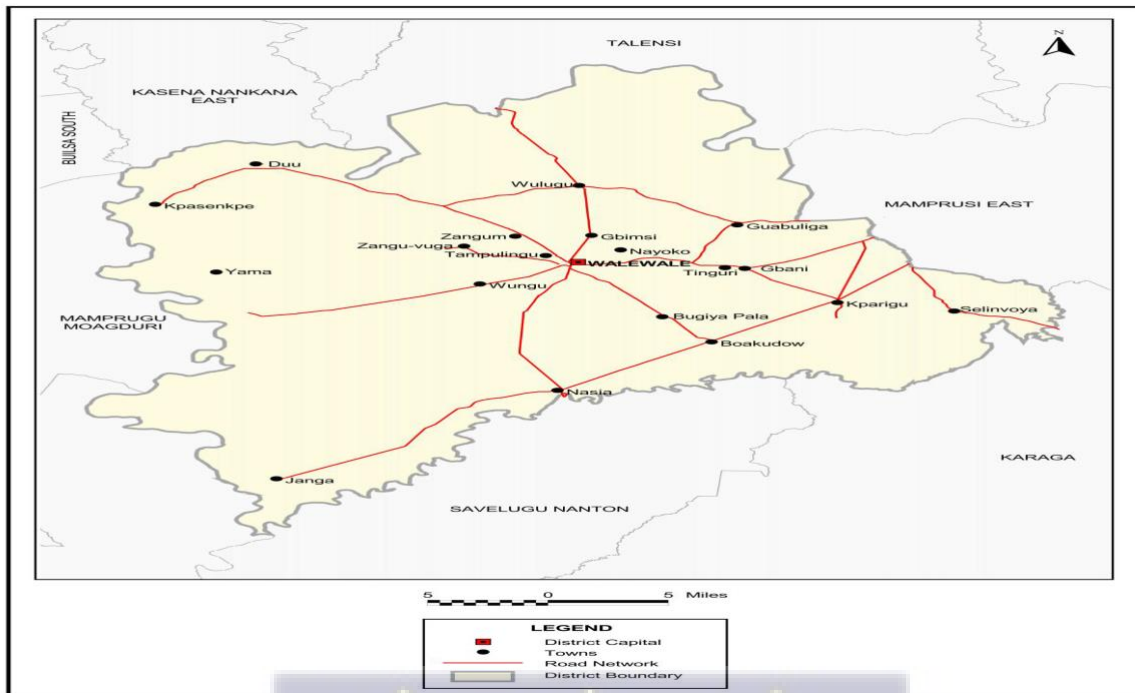 TALENSI
N
KASENA NANKANA
EAST
BUILSA SOUTH
Duu
Wulugu
Kpasenkpe
MAMPRUSI EAST
Guabuliga
Zangum
Gbimsi
Zangu-vuga
Nayoko
Tampulingu
WALEWALE
Tinguri
Gbani
Yama
Wungu
Kparigu
Selinvoya
MAMPRUGU
MOAGDURI
Bugiya Pala
Boakudow
Nasia
KARAGA
Janga
SAVELUGU NANTON
5 0 5 Miles
LEGEND
District Capital
Towns
Road Network
District Boundary